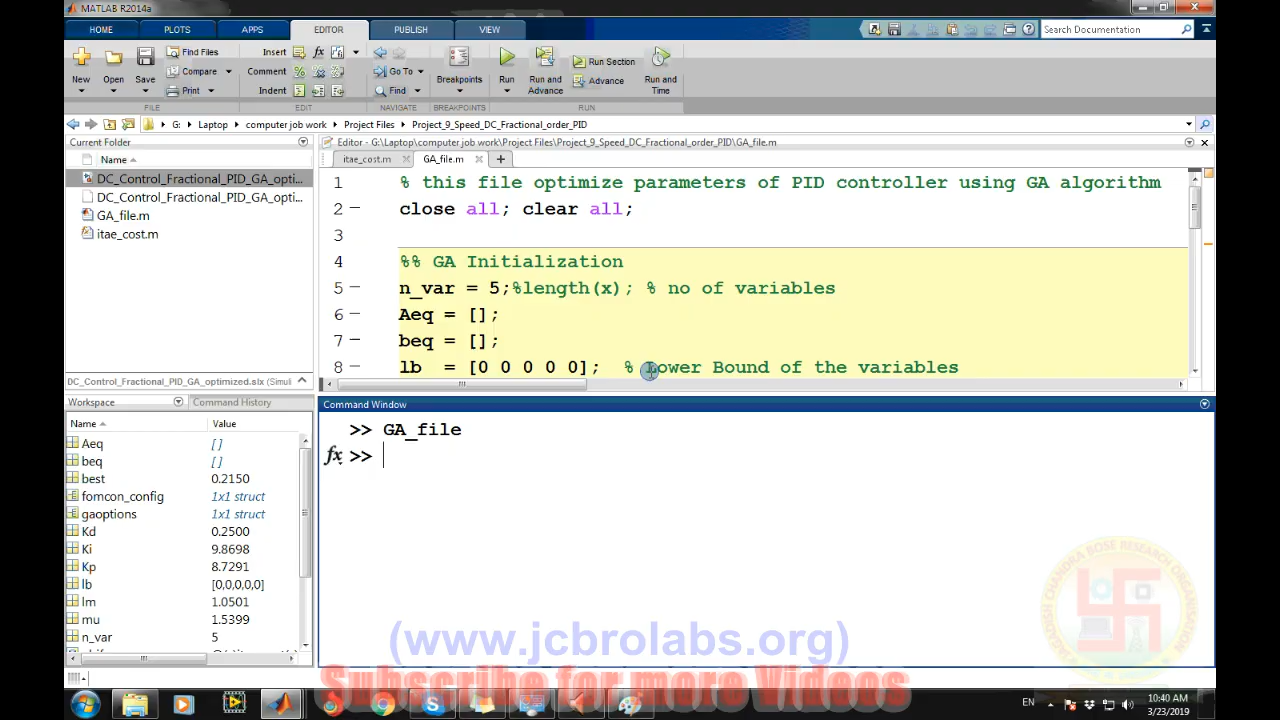 MATLAB R2014a
HOME PLOTS APPS EDITOR PUBLISH VIEW Search Documentation
New Open Save Find Files Compare Print Insert Comment Indent fx Go To Find Breakpoints Run Run and Advance Run Section Advance Run and Time
FILE EDIT NAVIGATE BREAKPOINTS RUN
G: Laptop computer job work Project Files Project_9_Speed_DC_Fractional_order_PID
Current Folder
Name
DC_Control_Fractional_PID_GA_opti...
DC_Control_Fractional_PID_GA_opti...
GA_file.m
itae_cost.m
DC_Control_Fractional_PID_GA_optimized.slx (Simuli
Editor - G:\Laptop\computer job work\Project Files\Project_9_Speed_DC_Fractional_order_PID\GA_file.m
itae_cost.m GA_file.m
1 % this file optimize parameters of PID controller using GA algorithm
2 close all; clear all;
3
4 %% GA Initialization
5 n_var = 5;%length(x); % no of variables
6 Aeq = [];
7 beq = [];
8 lb = [0 0 0 0 0]; % Lower Bound of the variables
Workspace Command History
Name Value
Aeq []
beq []
best 0.2150
fomcon_config 1x1 struct
gaoptions 1x1 struct
Kd 0.2500
Ki 9.8698
Kp 8.7291
lb [0,0,0,0,0]
lm 1.0501
mu 1.5399
n_var 5
Command Window
>> GA_file
fx >>
(www.jcbrolabs.org)
Subscribe for more Videos
EN 10:40 AM
3/23/2019